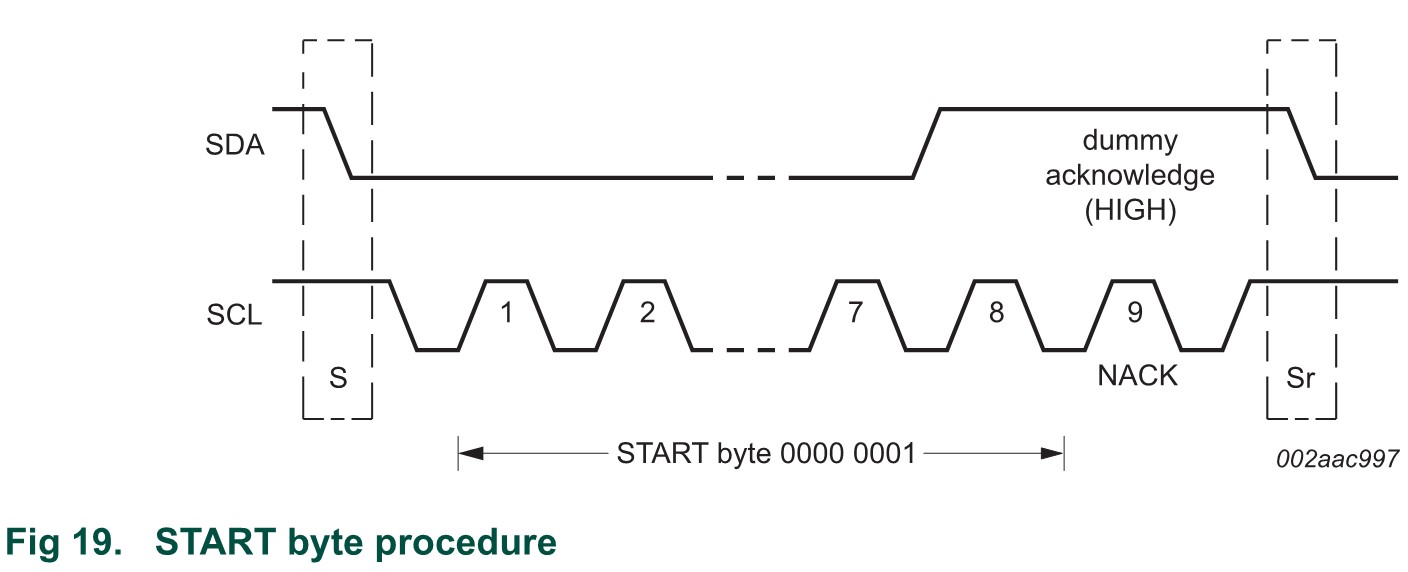 SDA
dummy
acknowledge
(HIGH)
SCL
1
2
7
8
9
S
NACK
Sr
START byte 0000 0001
002aac997
Fig 19. START byte procedure